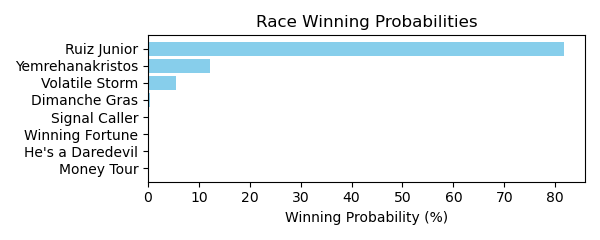 Race Winning Probabilities
Ruiz Junior
Yemrehanakristos
Volatile Storm
Dimanche Gras
Signal Caller
Winning Fortune
He's a Daredevil
Money Tour
0 10 20 30 40 50 60 70 80
Winning Probability (%)